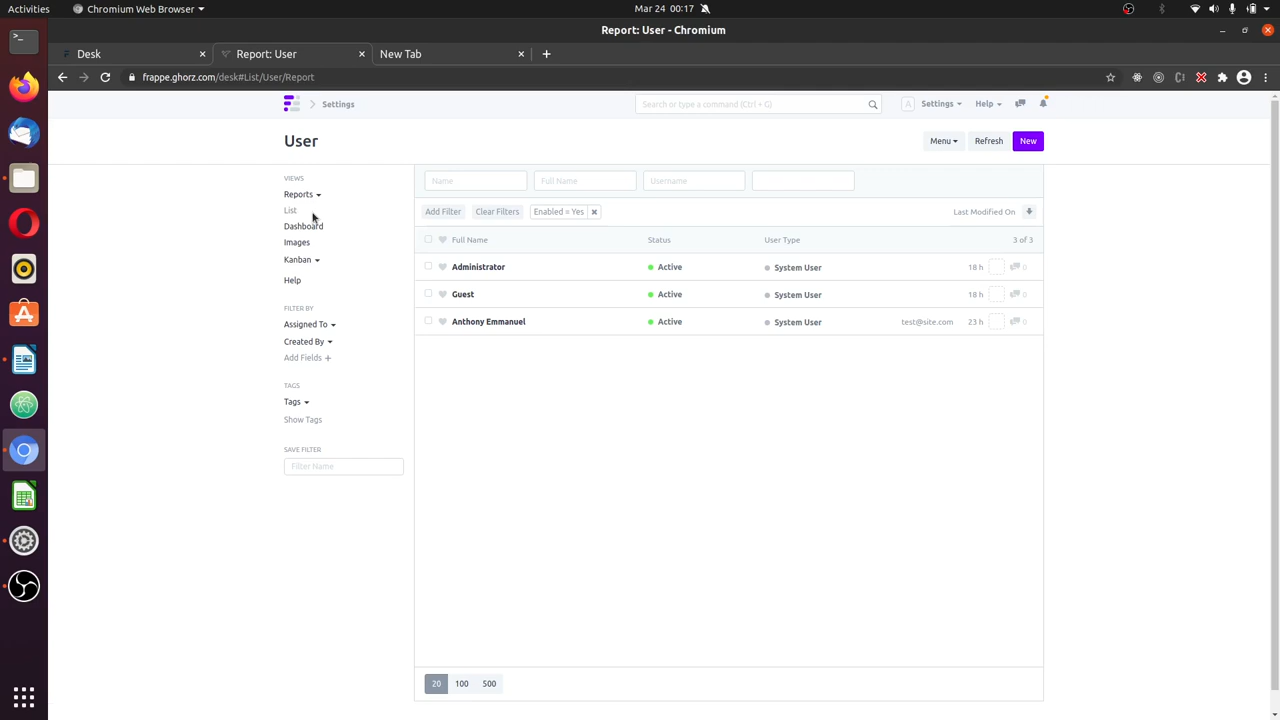 Activities
Chromium Web Browser
Mar 24 00:17
Report: User - Chromium
Desk
Report: User
New Tab
frappe.ghorz.com/desk#List/User/Report
Settings
Search or type a command (Ctrl + G)
A
Settings
Help
User
Menu
Refresh
New
VIEWS
Reports
List
Dashboard
Images
Kanban
Help
FILTER BY
Assigned To
Created By
Add Fields
TAGS
Tags
Show Tags
SAVE FILTER
Filter Name
Name
Full Name
Username
Add Filter
Clear Filters
Enabled = Yes
Last Modified On
Full Name
Status
User Type
3 of 3
Administrator
Active
System User
18 h
0
Guest
Active
System User
18 h
0
Anthony Emmanuel
Active
System User
test@site.com
23 h
0
20
100
500